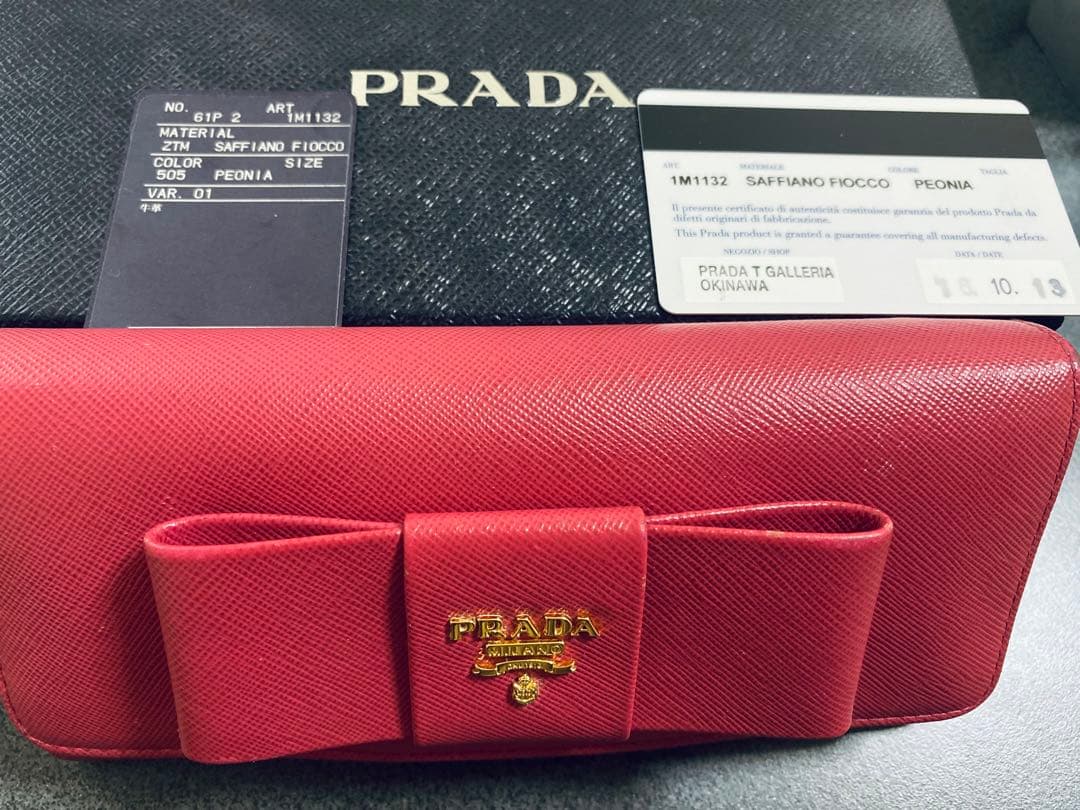 PRADA
NO. 61P 2 ART 1M1132
MATERIAL
ZTM SAFFIANO FIOCCO
COLOR SIZE
505 PEONIA
VAR. 01
牛革
ART. MATERIALE COLORE TAGLIA
1M1132 SAFFIANO FIOCCO PEONIA
Il presente certificato di autenticità costituisce garanzia del prodotto Prada da
difetti originari di fabbricazione.
This Prada product is granted a guarantee covering all manufacturing defects.
NEGOZIO / SHOP DATA / DATE
PRADA T GALLERIA
OKINAWA
10.
PRADA
MILANO